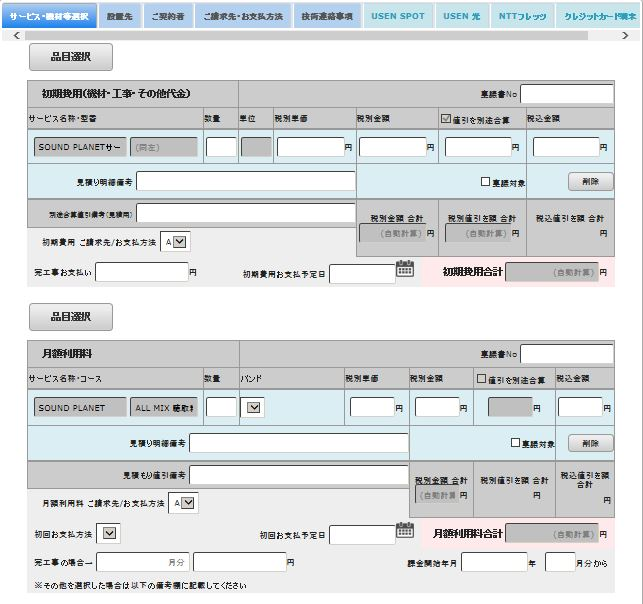 サービス・機材等選択 設置先 ご契約者 ご請求先・お支払方法 技術連絡事項 USEN SPOT USEN 光 NTTフレッツ クレジットカード端末
品目選択
初期費用(機材・工事・その他代金) 稟議書No
サービス名称・型番 数量 単位 税別単価 税別金額 値引を別途合算 税込金額
SOUND PLANETサー (同左) 円 円 円 円
見積り明細備考 稟議対象 削除
別途合算値引備考(見積用) 税別金額 合計 税別値引き額 合計 税込値引き額 合計
(自動計算) 円 (自動計算) 円 円
初期費用 ご請求先/お支払方法 A
完工事お支払い 円 初期費用お支払予定日 初期費用合計 (自動計算) 円
品目選択
月額利用料 稟議書No
サービス名称・コース 数量 バンド 税別単価 税別金額 値引を別途合算 税込金額
SOUND PLANET ALL MIX 聴取料 円 円 円 円
見積り明細備考 稟議対象 削除
見積もり値引備考 税別金額 合計 税別値引き額 合計 税込値引き額 合計
(自動計算 円 円 円
月額利用料 ご請求先/お支払方法 A
初回お支払方法 初回お支払予定日 月額利用料合計 (自動計算) 円
完工事の場合→ 月分 円 課金開始年月 年 月分から
※その他を選択した場合は以下の備考欄に記載してください